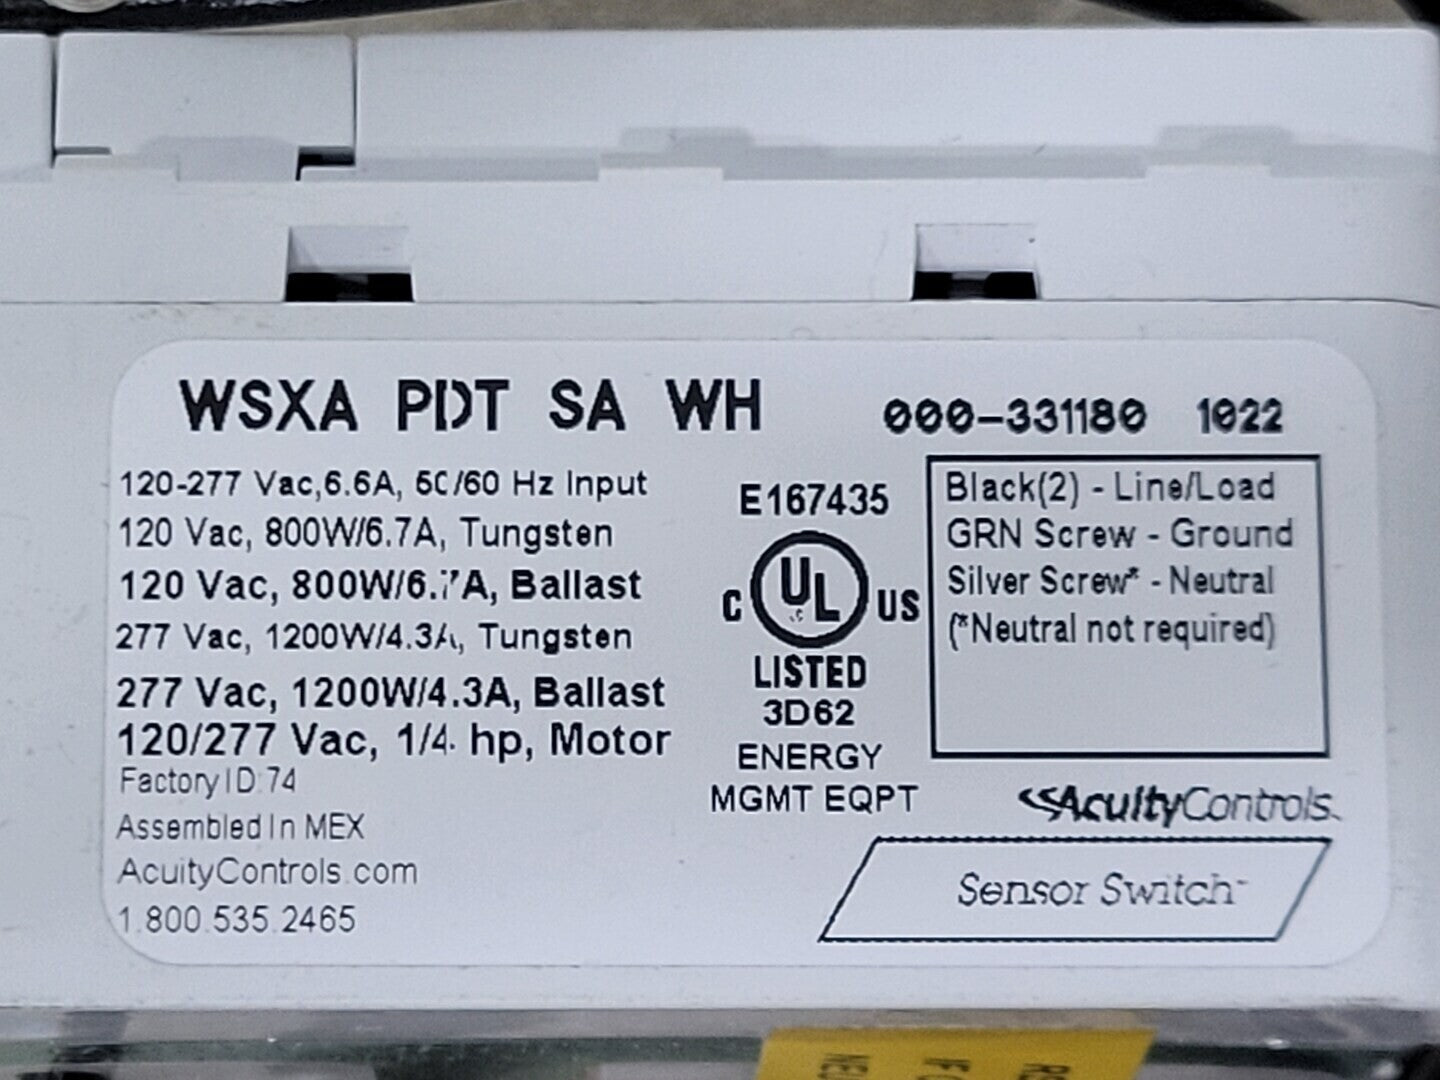 WSXA PDT SA WH
000-331180 1022
120-277 Vac,6.6A, 50/60 Hz Input
120 Vac, 800W/6.7A, Tungsten
120 Vac, 800W/6.7A, Ballast
277 Vac, 1200W/4.3A, Tungsten
277 Vac, 1200W/4.3A, Ballast
120/277 Vac, 1/4 hp, Motor
Factory ID: 74
Assembled In MEX
AcuityControls.com
1.800.535.2465
E167435
C UL US
LISTED
3D62
ENERGY
MGMT EQPT
Black(2) - Line/Load
GRN Screw - Ground
Silver Screw* - Neutral
(*Neutral not required)
AcuityControls.
Sensor Switch